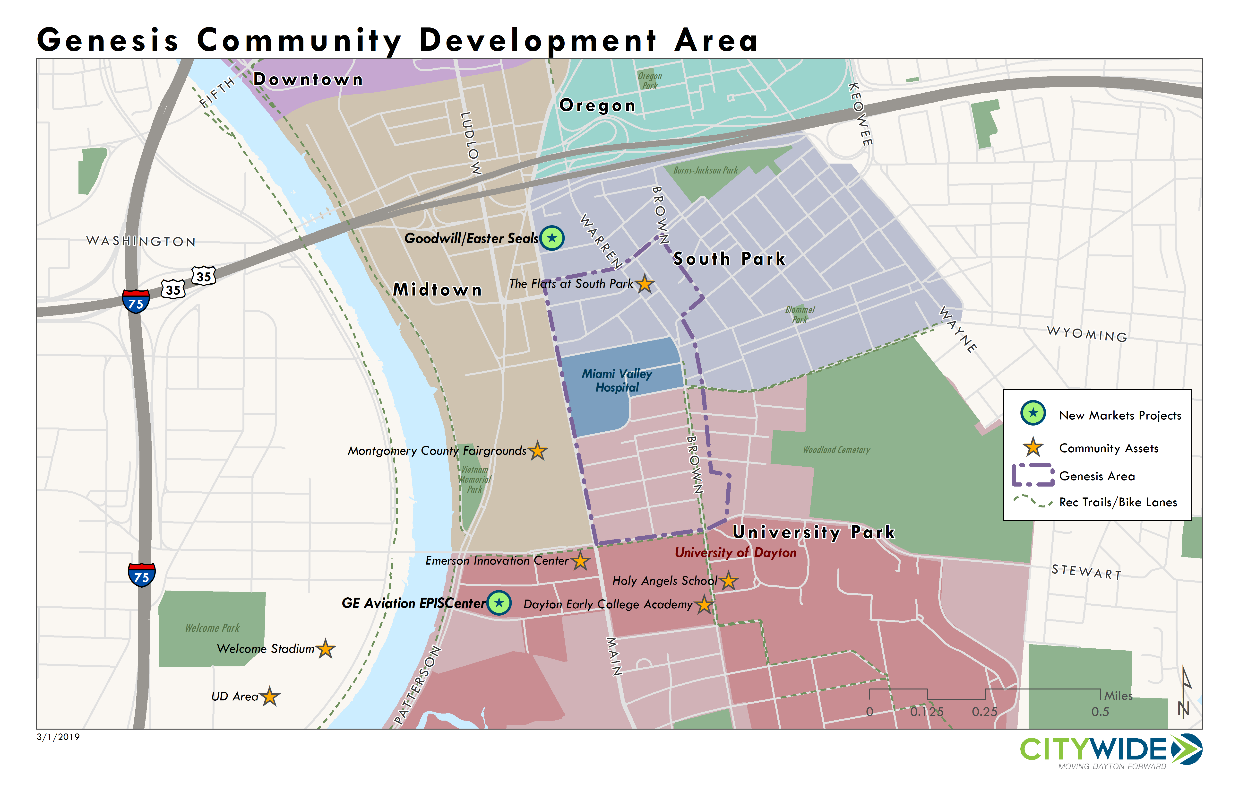 Genesis Community Development Area
FIFTH
Downtown
Oregon
Park
Oregon
LUDLOW
KEOWEE
Burns-Jackson Park
BROWN
WARREN
WASHINGTON
Goodwill/Easter Seals
South Park
35
35
75
Midtown
The Flats at South Park
Blommel
Park
WAYNE
WYOMING
Miami Valley
Hospital
New Markets Projects
Community Assets
Genesis Area
Rec Trails/Bike Lanes
Montgomery County Fairgrounds
BROWN
Woodland Cemetary
Vietnam
Memorial
Park
University Park
University of Dayton
Emerson Innovation Center
75
Holy Angels School
STEWART
GE Aviation EPISCenter
Dayton Early College Academy
Welcome Park
Welcome Stadium
MAIN
PATTERSON
UD Area
Miles
0 0.125 0.25 0.5
N
3/1/2019
CITYWIDE
MOVING DAYTON FORWARD